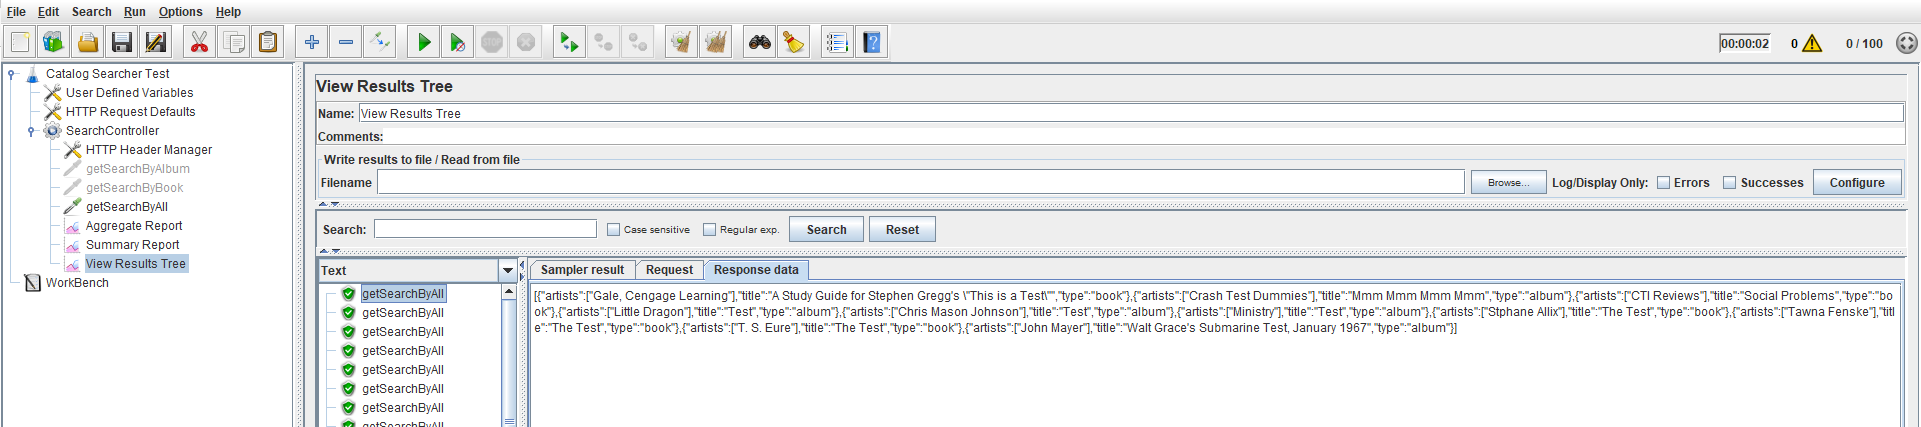 File Edit Search Run Options Help
STOP
00:00:02 0 0 / 100
Catalog Searcher Test
User Defined Variables
HTTP Request Defaults
SearchController
HTTP Header Manager
getSearchByAlbum
getSearchByBook
getSearchByAll
Aggregate Report
Summary Report
View Results Tree
WorkBench
View Results Tree
Name: View Results Tree
Comments:
Write results to file / Read from file
Filename Browse... Log/Display Only: Errors Successes Configure
Search: Case sensitive Regular exp. Search Reset
Text
getSearchByAll
getSearchByAll
getSearchByAll
getSearchByAll
getSearchByAll
getSearchByAll
getSearchByAll
getSearchByAll
Sampler result Request Response data
[{"artists":["Gale, Cengage Learning"],"title":"A Study Guide for Stephen Gregg's \"This is a Test\"","type":"book"},{"artists":["Crash Test Dummies"],"title":"Mmm Mmm Mmm Mmm","type":"album"},{"artists":["CTI Reviews"],"title":"Social Problems","type":"bo
ok"},{"artists":["Little Dragon"],"title":"Test","type":"album"},{"artists":["Chris Mason Johnson"],"title":"Test","type":"album"},{"artists":["Ministry"],"title":"Test","type":"album"},{"artists":["Stphane Allix"],"title":"The Test","type":"book"},{"artists":["Tawna Fenske"],"titl
e":"The Test","type":"book"},{"artists":["T. S. Eure"],"title":"The Test","type":"book"},{"artists":["John Mayer"],"title":"Walt Grace's Submarine Test, January 1967","type":"album"}]